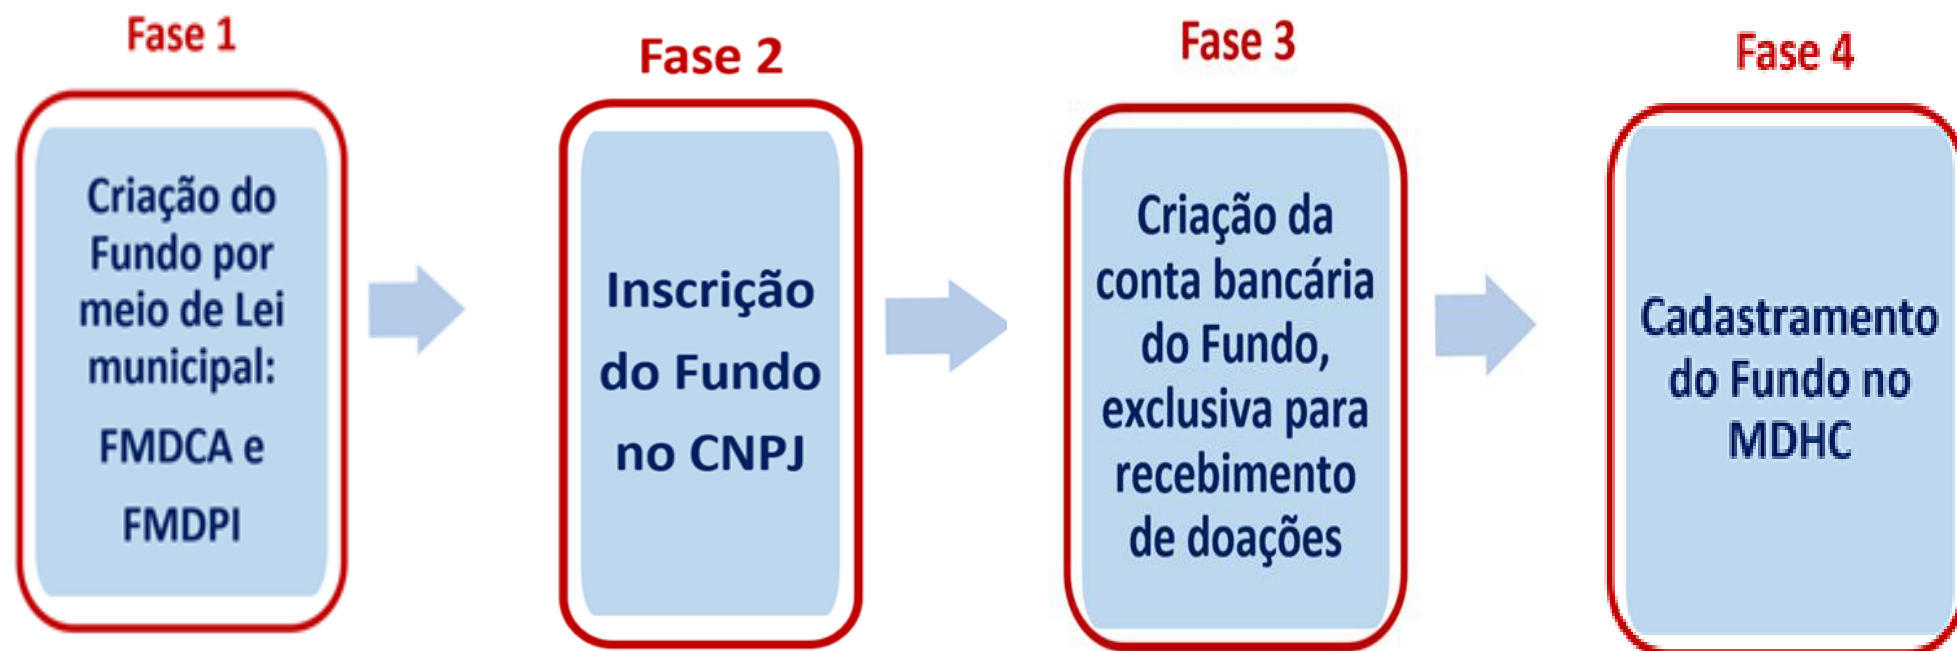 Fase 1
Criação do
Fundo por
meio de Lei
municipal:
FMDCA e
FMDPI
Fase 2
Inscrição
do Fundo
no CNPJ
Fase 3
Criação da
conta bancária
do Fundo,
exclusiva para
recebimento
de doações
Fase 4
Cadastramento
do Fundo no
MDHC